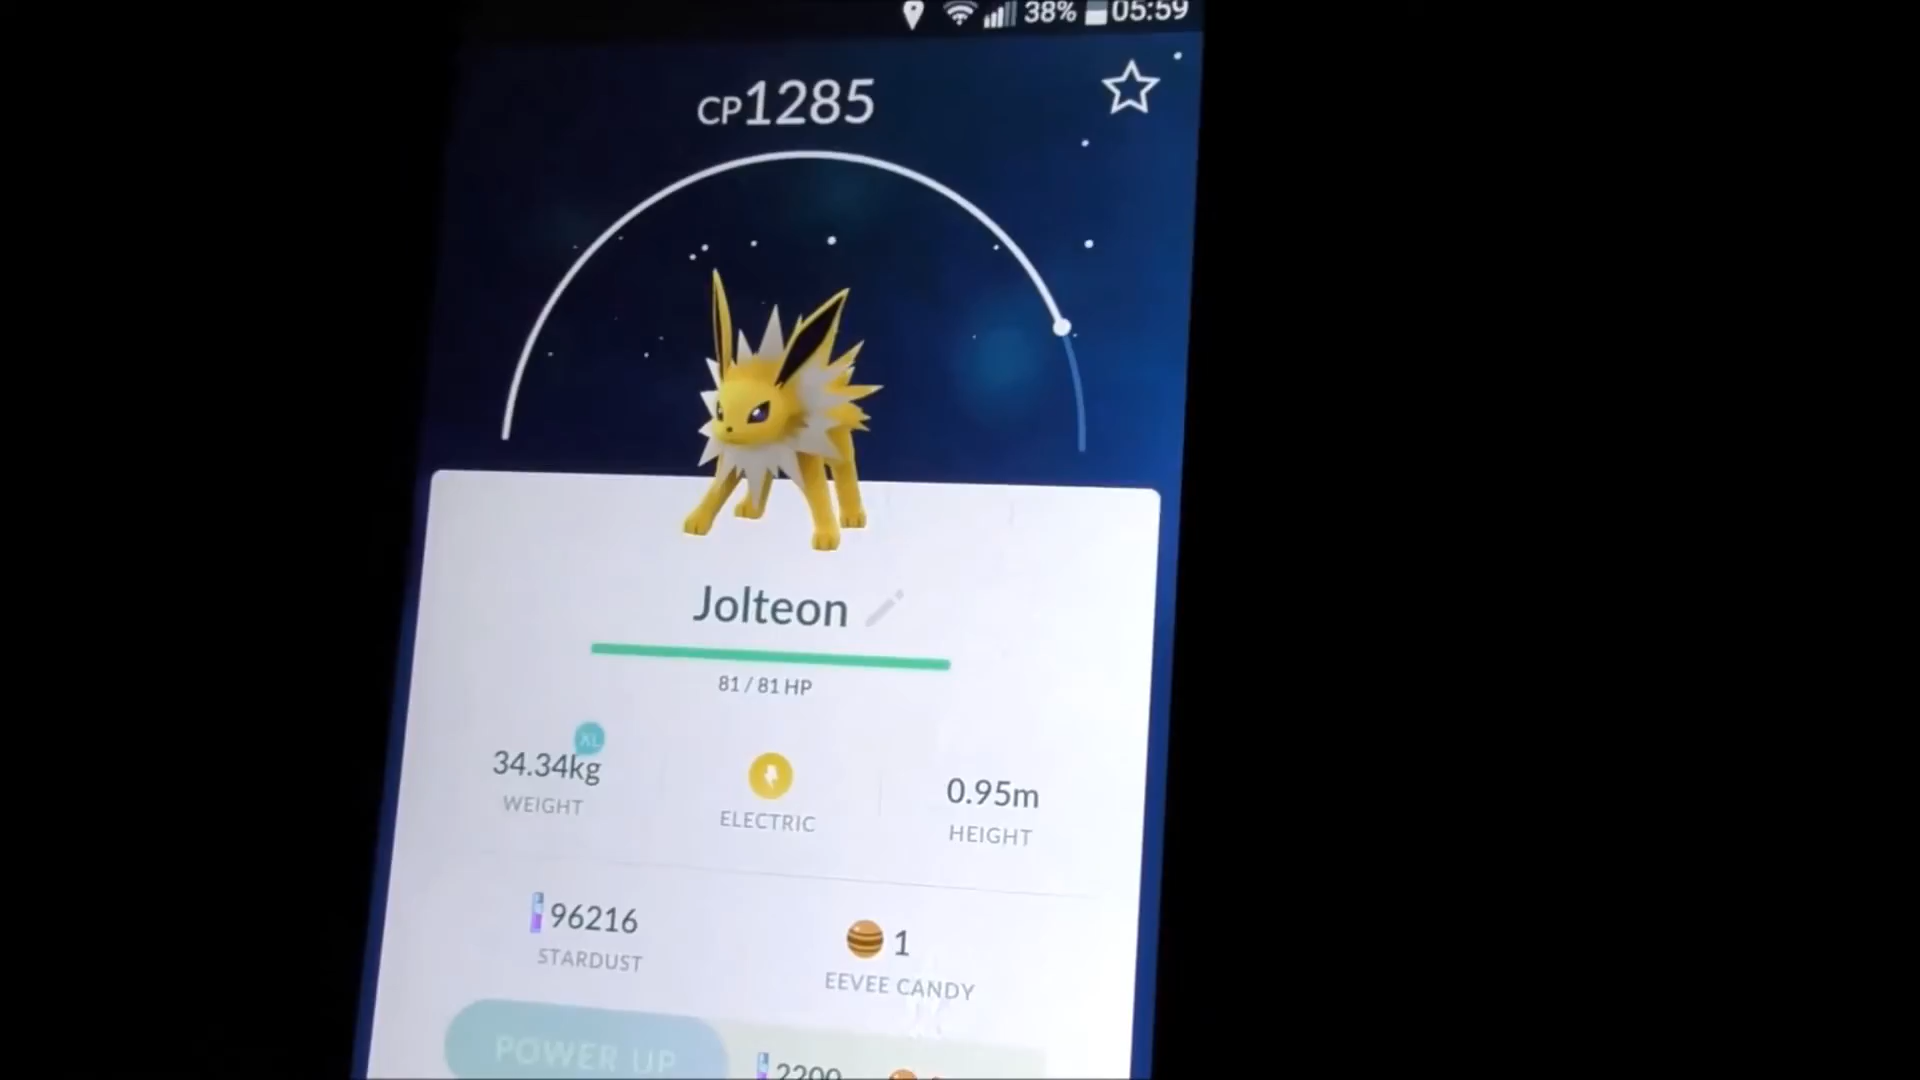 38% 05:59
CP1285
Jolteon
81 / 81 HP
XL
34.34kg
WEIGHT
ELECTRIC
0.95m
HEIGHT
96216
STARDUST
1
EEVEE CANDY
POWER UP
2200